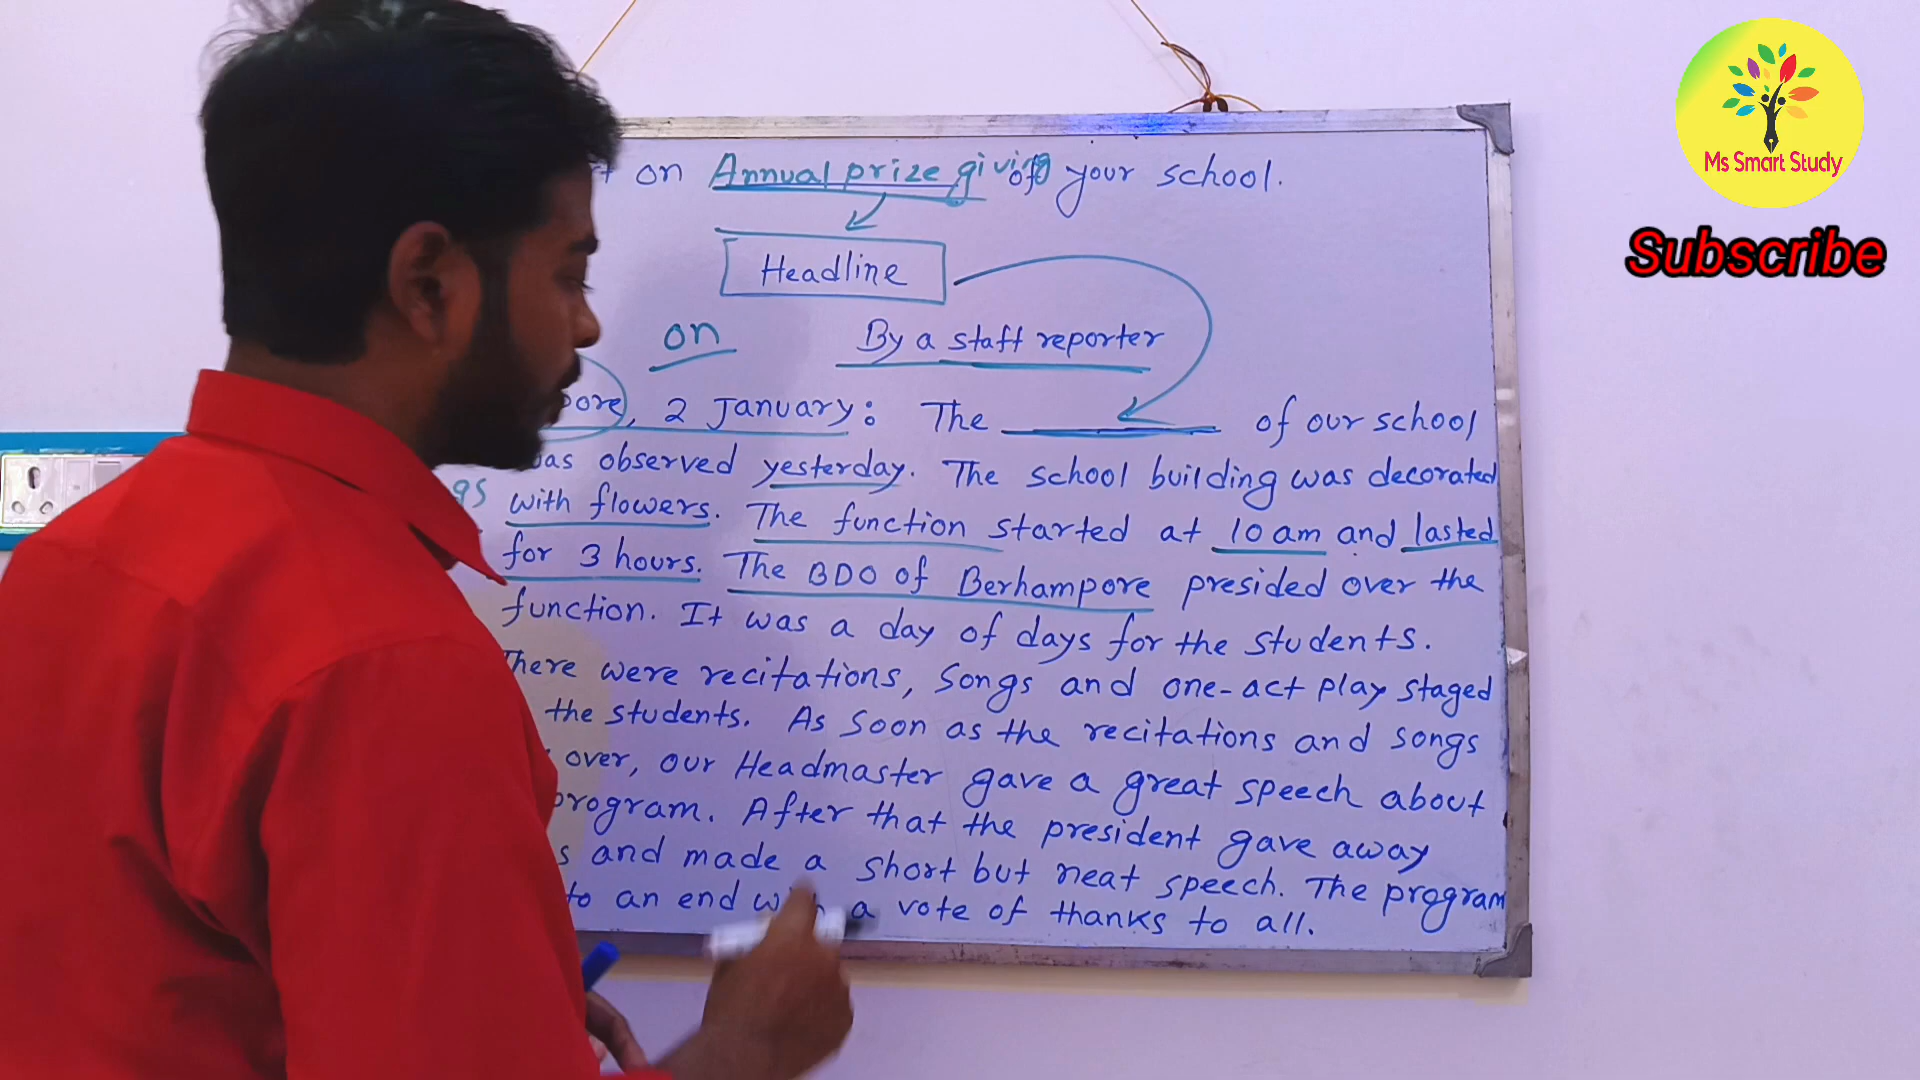 on Annual prize giving of your school.
Headline
on By a staff reporter
2 January: The of our school
was observed yesterday. The school building was decorated
with flowers. The function started at 10 am and lasted
for 3 hours. The BDO of Berhampore presided over the
function. It was a day of days for the students.
There were recitations, songs and one-act play staged
the students. As soon as the recitations and songs
over, our Headmaster gave a great speech about
program. After that the president gave away
and made a short but neat speech. The program
to an end with a vote of thanks to all.
Ms Smart Study
Subscribe